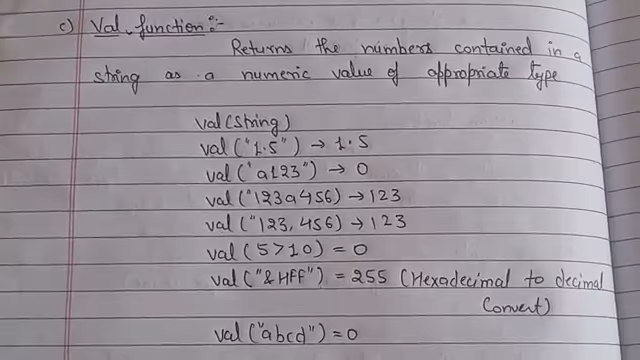 c) Val function:-
Returns the numbers contained in a
string as a numeric value of appropriate type
val(string)
val("1.5") → 1.5
val("a123") → 0
val("123a456) → 123
val("123,456) → 123
val(5>10) = 0
val("&HFF") = 255 (Hexadecimal to decimal
Convert)
val("abcd") = 0